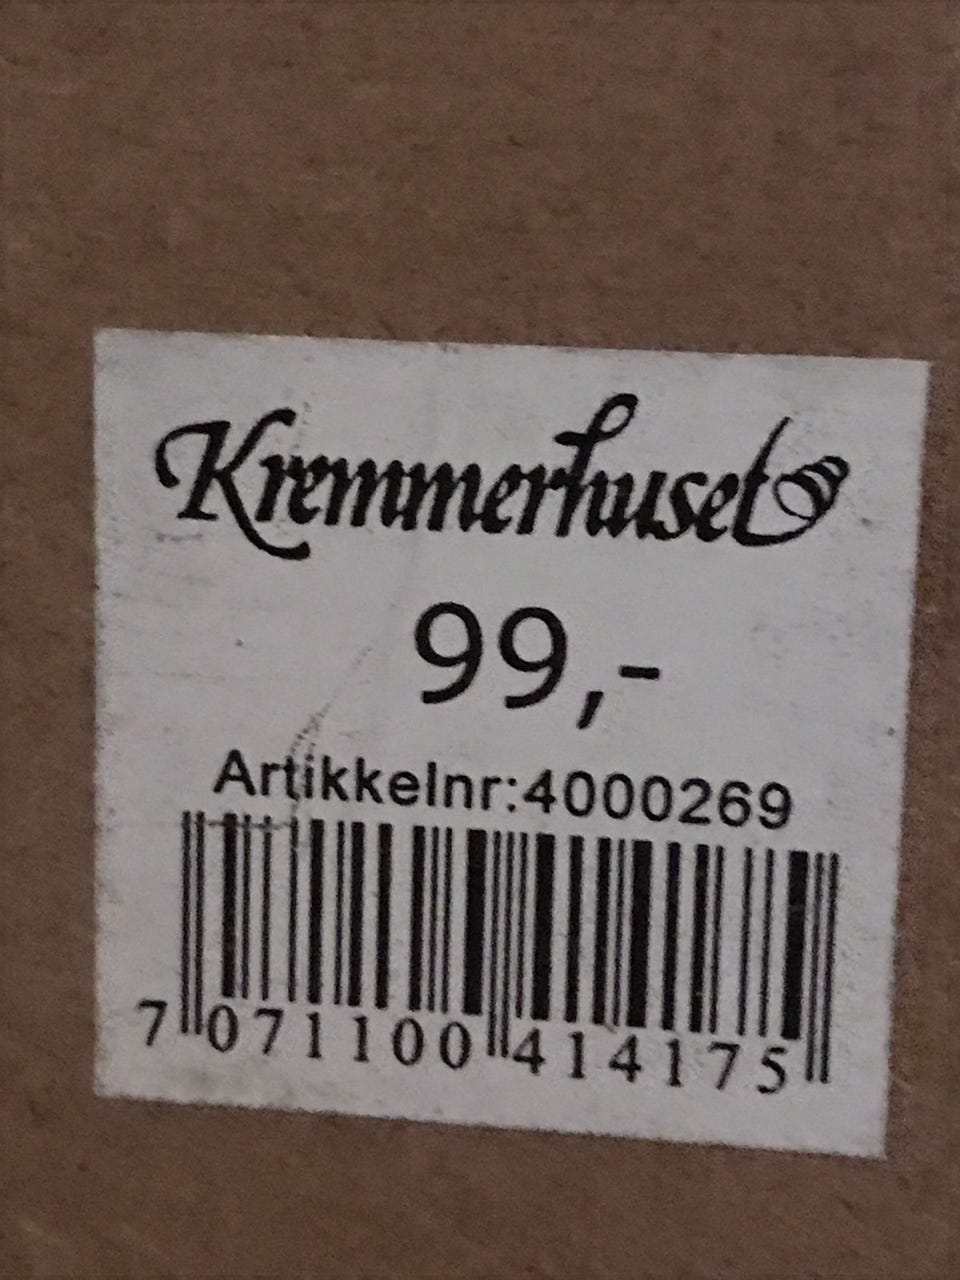 Kremmerhuset
99,-
Artikkelnr:4000269
7 071100 414175